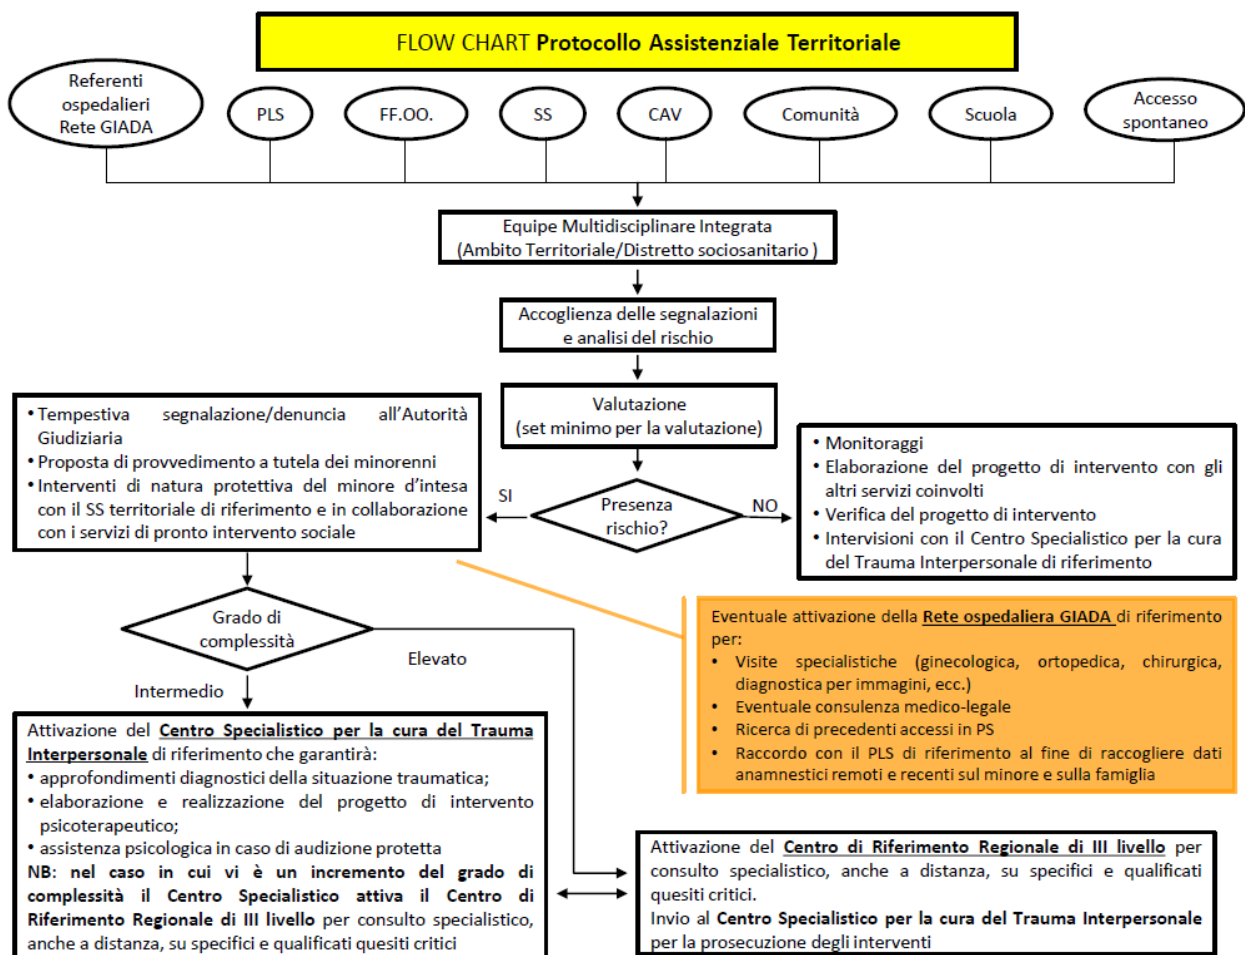 FLOW CHART Protocollo Assistenziale Territoriale
Referenti
ospedalieri
Rete GIADA
PLS
FF.OO.
SS
CAV
Comunità
Scuola
Accesso
spontaneo
Equipe Multidisciplinare Integrata
(Ambito Territoriale/Distretto sociosanitario )
Accoglienza delle segnalazioni
e analisi del rischio
Valutazione
(set minimo per la valutazione)
• Tempestiva segnalazione/denuncia all'Autorità
Giudiziaria
• Proposta di provvedimento a tutela dei minorenni
• Interventi di natura protettiva del minore d'intesa
con il SS territoriale di riferimento e in collaborazione
con i servizi di pronto intervento sociale
SI
Presenza
rischio?
NO
• Monitoraggi
• Elaborazione del progetto di intervento con gli
altri servizi coinvolti
• Verifica del progetto di intervento
• Intervisioni con il Centro Specialistico per la cura
del Trauma Interpersonale di riferimento
Grado di
complessità
Elevato
Intermedio
Eventuale attivazione della Rete ospedaliera GIADA di riferimento
per:
• Visite specialistiche (ginecologica, ortopedica, chirurgica,
diagnostica per immagini, ecc.)
• Eventuale consulenza medico-legale
• Ricerca di precedenti accessi in PS
• Raccordo con il PLS di riferimento al fine di raccogliere dati
anamnestici remoti e recenti sul minore e sulla famiglia
Attivazione del Centro Specialistico per la cura del Trauma
Interpersonale di riferimento che garantirà:
• approfondimenti diagnostici della situazione traumatica;
• elaborazione e realizzazione del progetto di intervento
psicoterapeutico;
• assistenza psicologica in caso di audizione protetta
NB: nel caso in cui vi è un incremento del grado di
complessità il Centro Specialistico attiva il Centro di
Riferimento Regionale di III livello per consulto specialistico,
anche a distanza, su specifici e qualificati quesiti critici
Attivazione del Centro di Riferimento Regionale di III livello per
consulto specialistico, anche a distanza, su specifici e qualificati
quesiti critici.
Invio al Centro Specialistico per la cura del Trauma Interpersonale
per la prosecuzione degli interventi